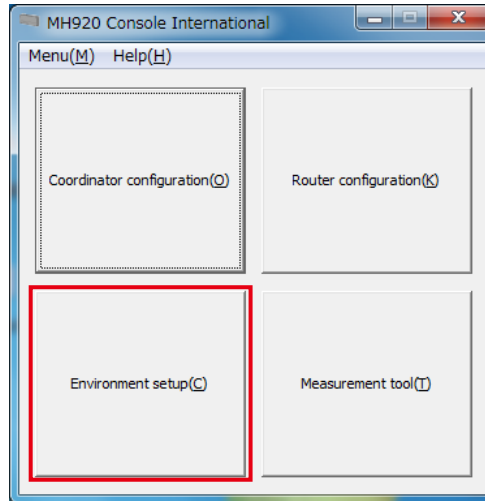 MH920 Console International
Menu(M) Help(H)
Coordinator configuration(O)
Router configuration(K)
Environment setup(C)
Measurement tool(T)